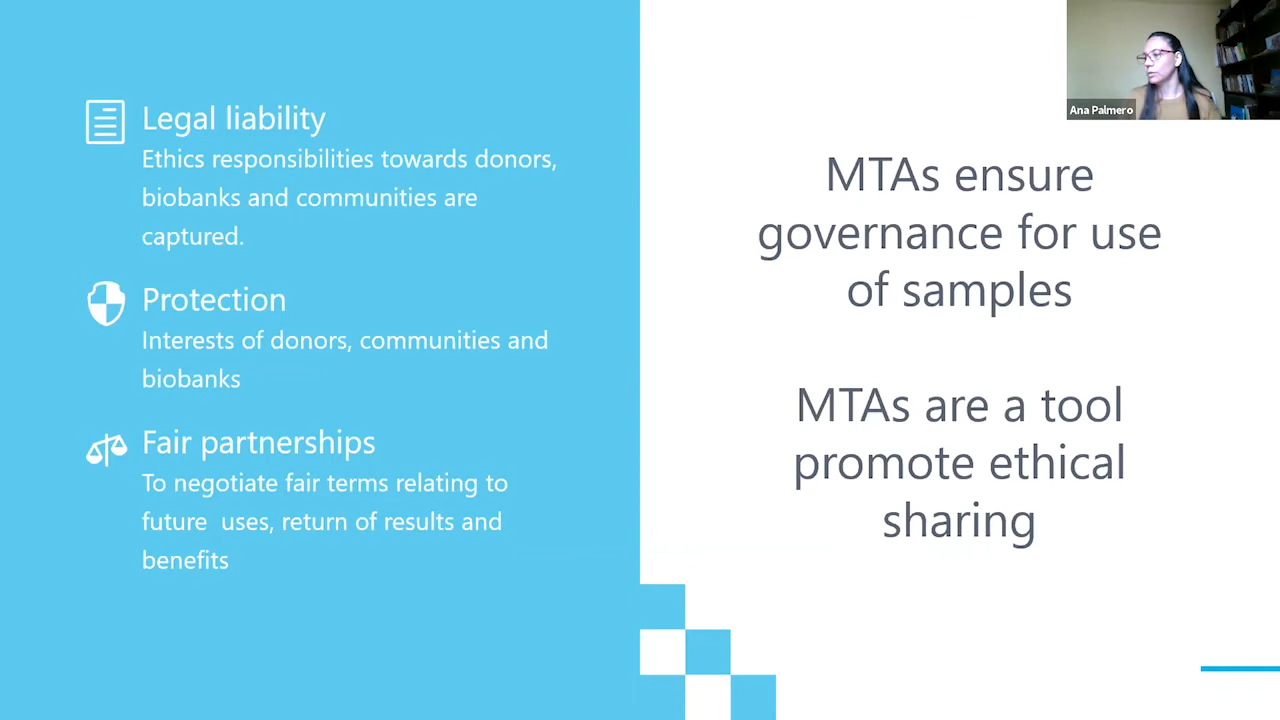 Legal liability
Ethics responsibilities towards donors,
biobanks and communities are
captured.
Protection
Interests of donors, communities and
biobanks
Fair partnerships
To negotiate fair terms relating to
future  uses, return of results and
benefits
Ana Palmero
MTAs ensure
governance for use
of samples
MTAs are a tool
promote ethical
sharing